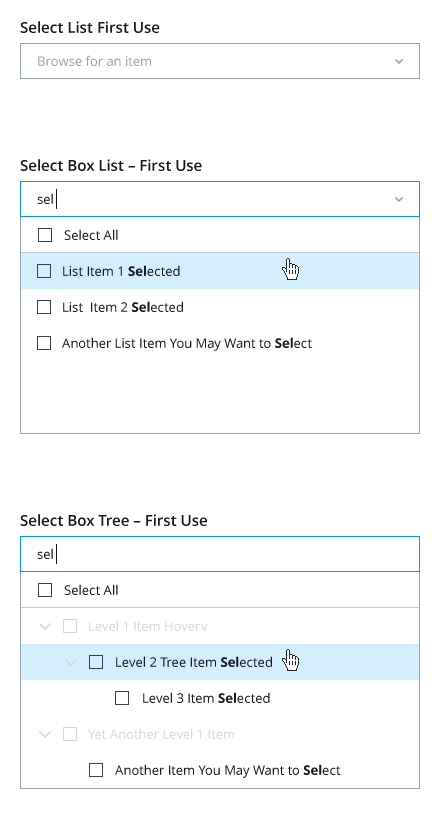 Select List First Use
Browse for an item
Select Box List – First Use
sel
Select All
List Item 1 Selected
List  Item 2 Selected
Another List Item You May Want to Select
Select Box Tree – First Use
sel
Select All
Level 1 Item Hoverv
Level 2 Tree Item Selected
Level 3 Item Selected
Yet Another Level 1 Item
Another Item You May Want to Select